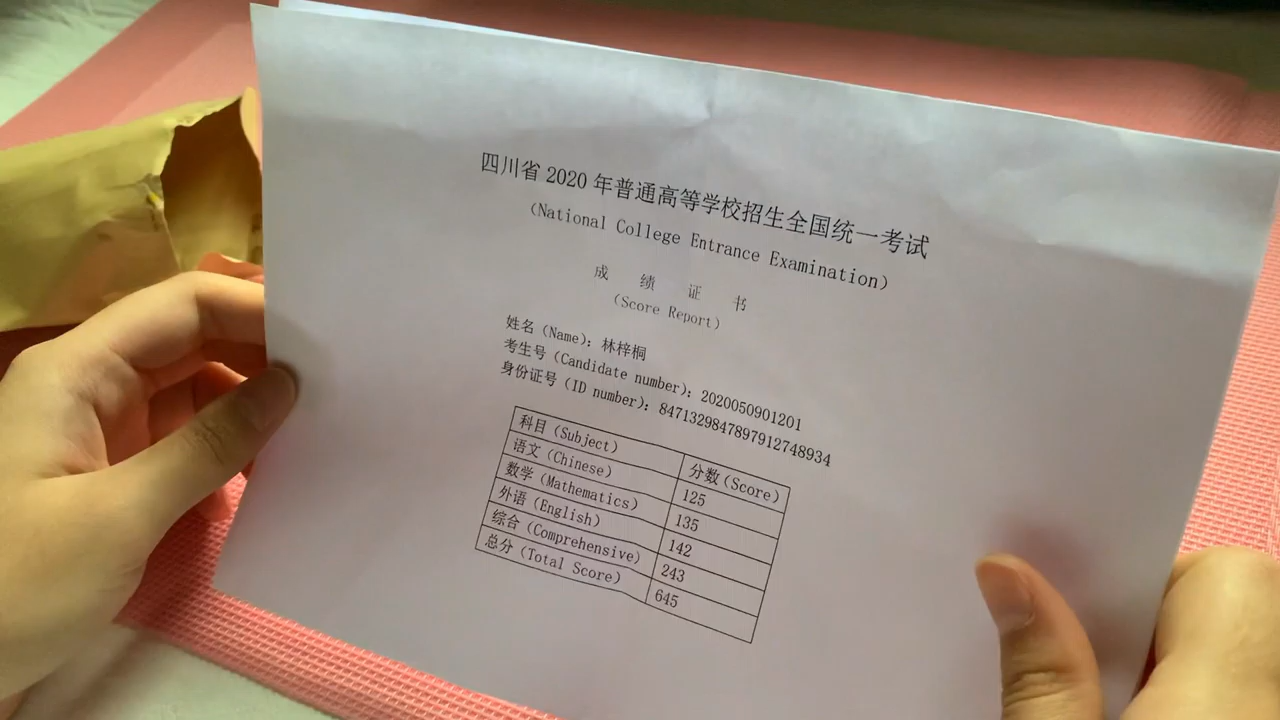 四川省 2020 年普通高等学校招生全国统一考试
（National College Entrance Examination）
成 绩 证 书
（Score Report）
姓名（Name）：林梓桐
考生号（Candidate number）：2020050901201
身份证号（ID number）：8471329847897912748934
科目（Subject） 分数（Score）
语文（Chinese） 125
数学（Mathematics） 135
外语（English） 142
综合（Comprehensive） 243
总分（Total Score） 645